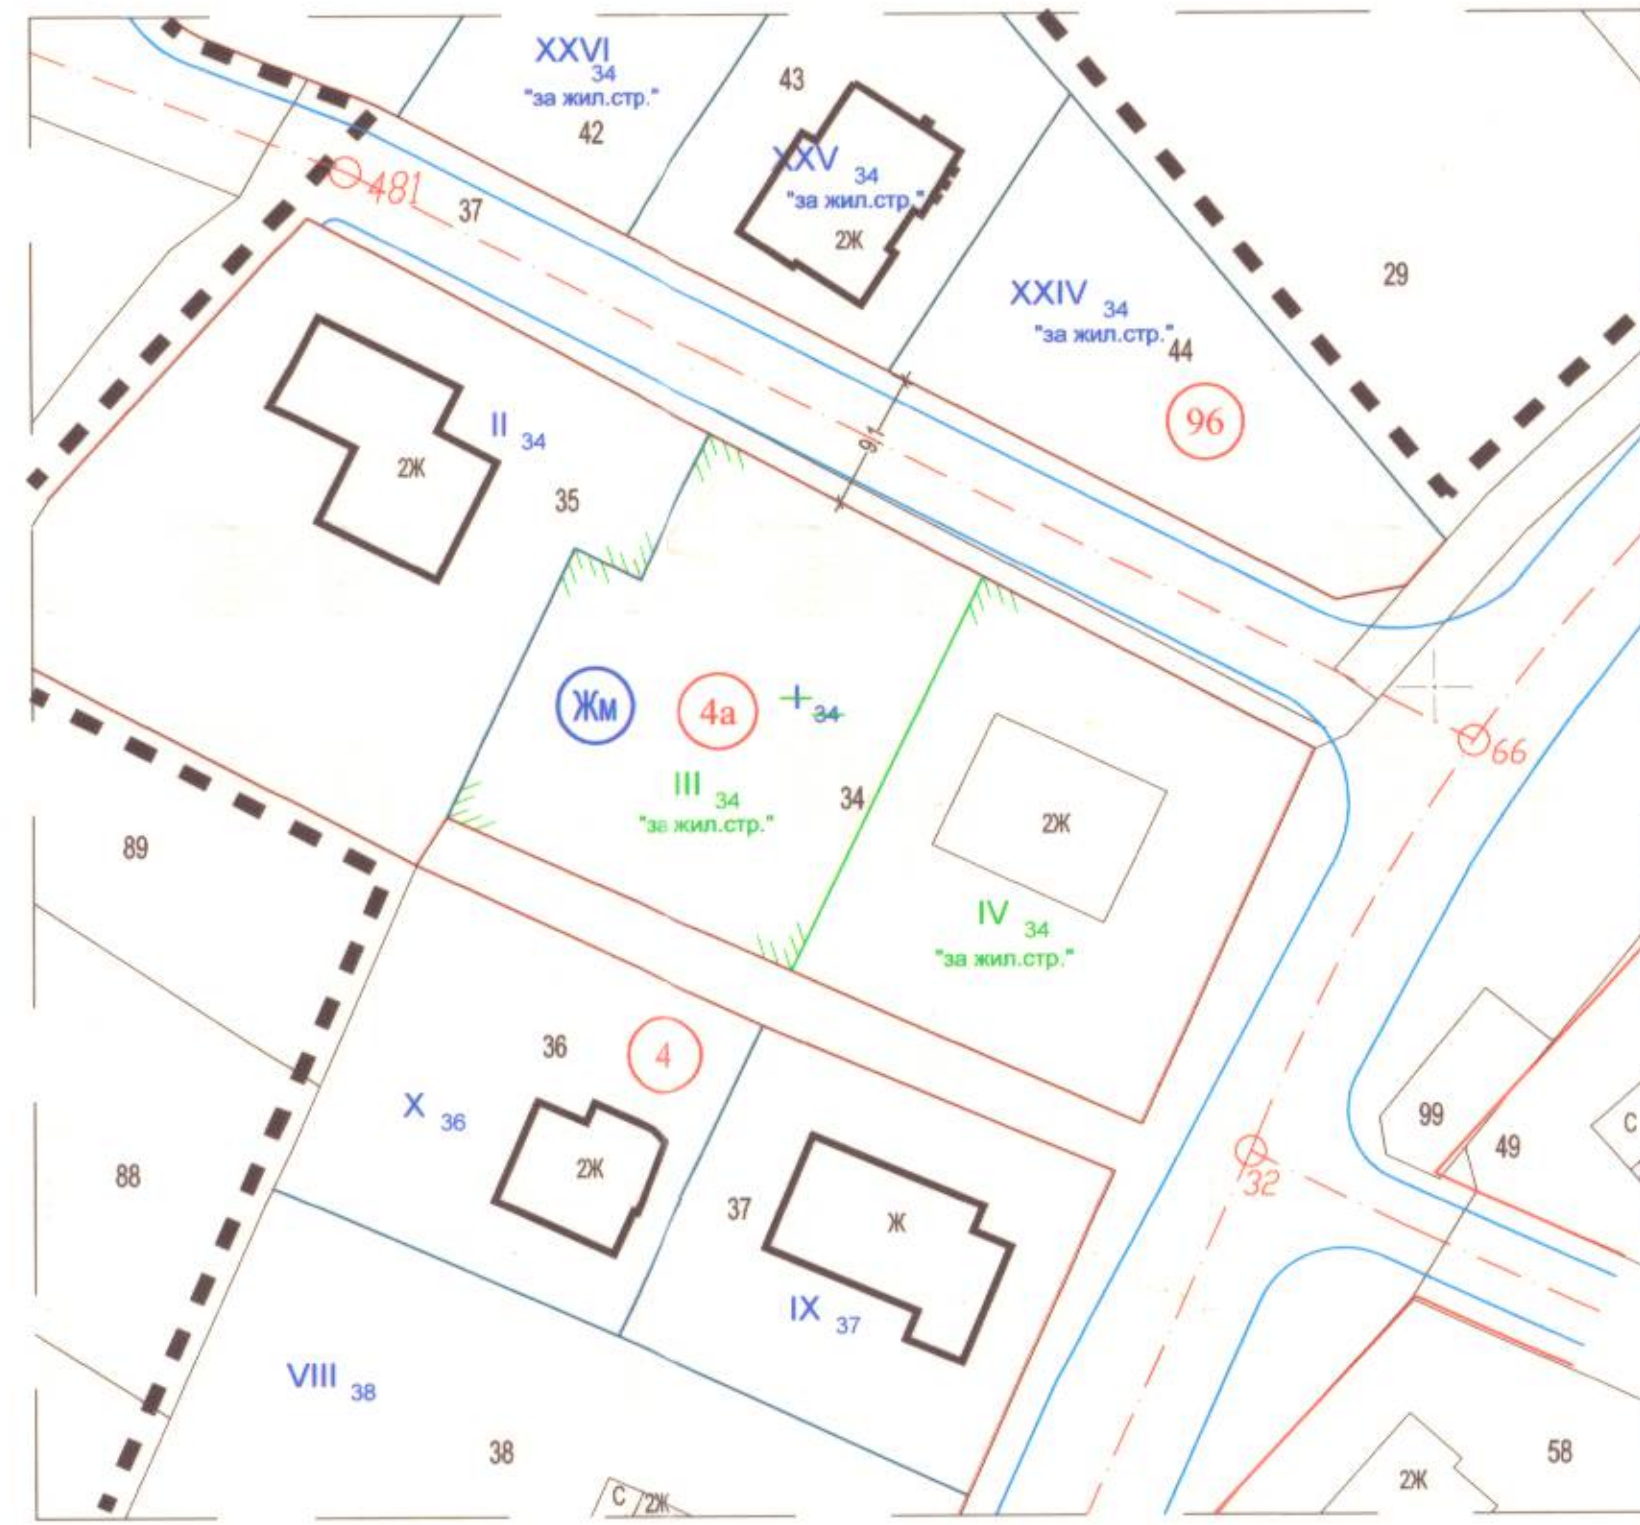 XXVI 34
"за жил.стр."
42
43
XXV 34
"за жил.стр."
2Ж
481
37
29
XXIV 34
"за жил.стр."
44
96
9,1
II 34
2Ж
35
Жм
4а
34
III 34
"за жил.стр."
34
2Ж
66
IV 34
"за жил.стр."
89
36
4
X 36
2Ж
88
37
Ж
IX 37
99
49
С
32
VIII 38
38
С
2Ж
58
2Ж